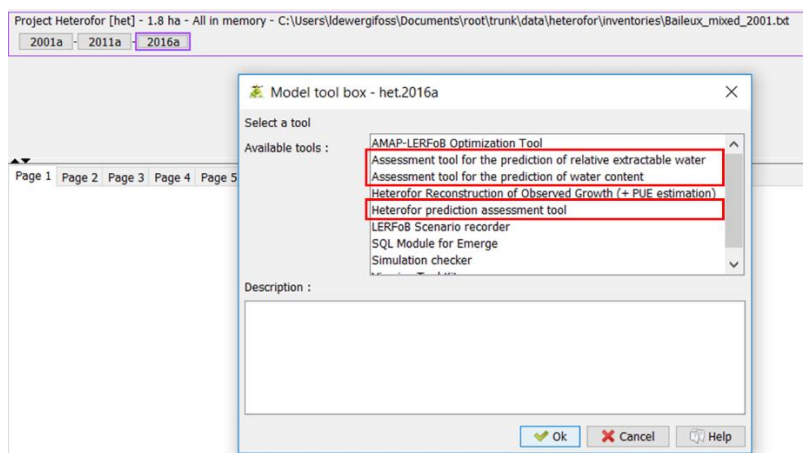 Project Heterofor [het] - 1.8 ha - All in memory - C:\Users\ldewergifoss\Documents\root\trunk\data\heterofor\inventories\Baileux_mixed_2001.txt
2001a - 2011a - 2016a
Model tool box - het.2016a
Select a tool
Available tools :
AMAP-LERFoB Optimization Tool
Assessment tool for the prediction of relative extractable water
Assessment tool for the prediction of water content
Heterofor Reconstruction of Observed Growth (+ PUE estimation)
Heterofor prediction assessment tool
LERFoB Scenario recorder
SQL Module for Emerge
Simulation checker
Page 1 Page 2 Page 3 Page 4 Page 5
Description :
Ok Cancel Help